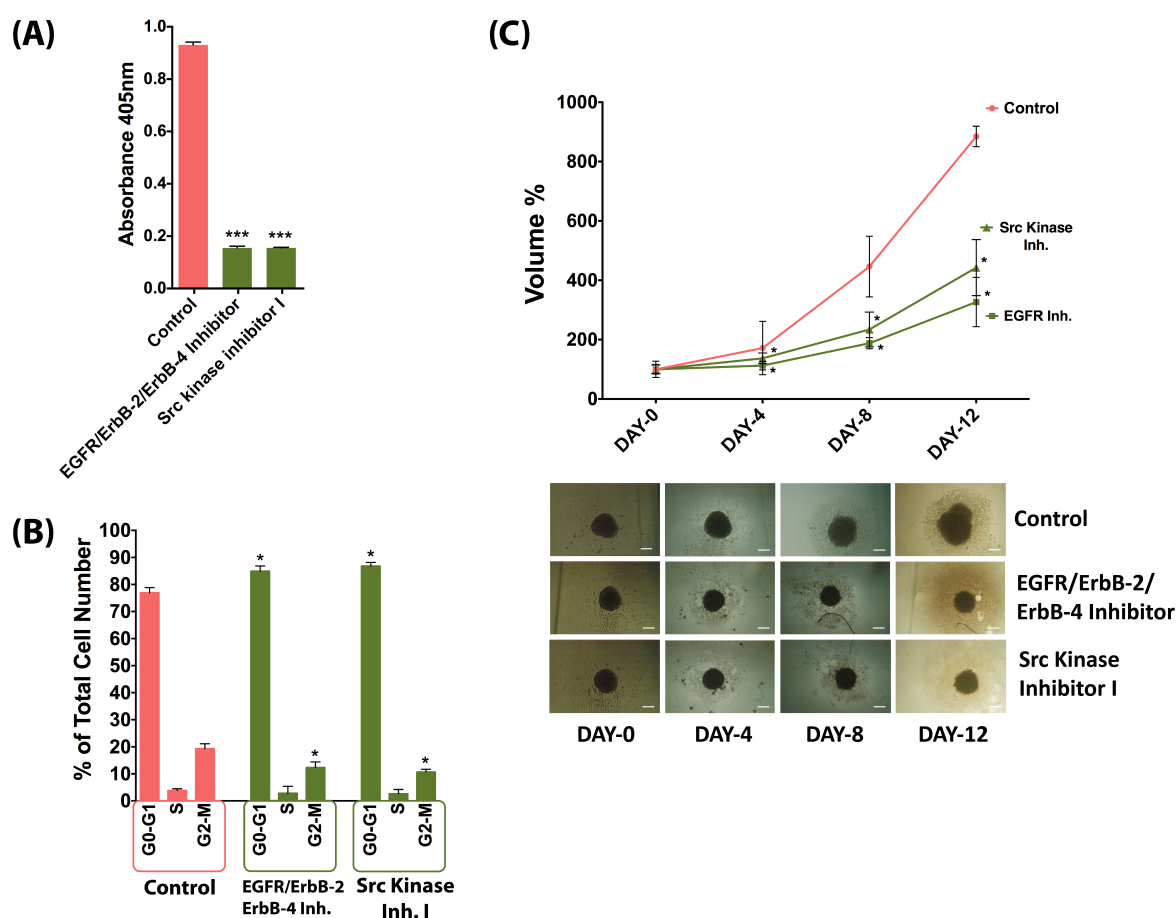 (A)
1.0
0.8
0.6
0.4
0.2
0.0
Absorbance 405nm
***
***
Control
EGFR/ErbB-2/ErbB-4 Inhibitor
Src kinase inhibitor I
(B)
100
90
80
70
60
50
40
30
20
10
0
% of Total Cell Number
*
*
*
*
G0-G1
S
G2-M
G0-G1
S
G2-M
G0-G1
S
G2-M
Control
EGFR/ErbB-2
ErbB-4 Inh.
Src Kinase
Inh. I
(C)
1000
800
600
400
200
0
Volume %
Control
Src Kinase
Inh.
EGFR Inh.
*
*
*
*
*
*
DAY-0
DAY-4
DAY-8
DAY-12
Control
EGFR/ErbB-2/
ErbB-4 Inhibitor
Src Kinase
Inhibitor I
DAY-0
DAY-4
DAY-8
DAY-12